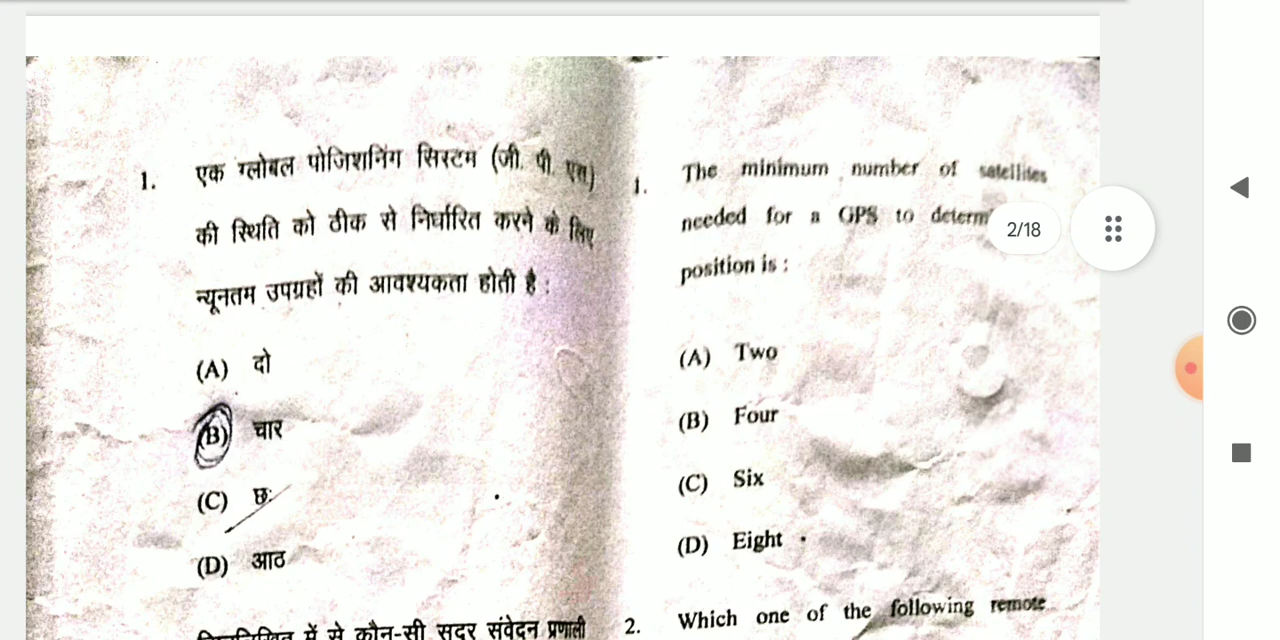 1. एक ग्लोबल पोजिशनिंग सिस्टम (जी. पी. एस)
की स्थिति को ठीक से निर्धारित करने के लिए
न्यूनतम उपग्रहों की आवश्यकता होती है :
(A) दो
(B) चार
(C) छः
(D) आठ
में से कौन-सी सुदूर संवेदन प्रणाली
1. The minimum number of satellites
needed for a GPS to determ
position is :
(A) Two
(B) Four
(C) Six
(D) Eight
2. Which one of the following remote
2/18